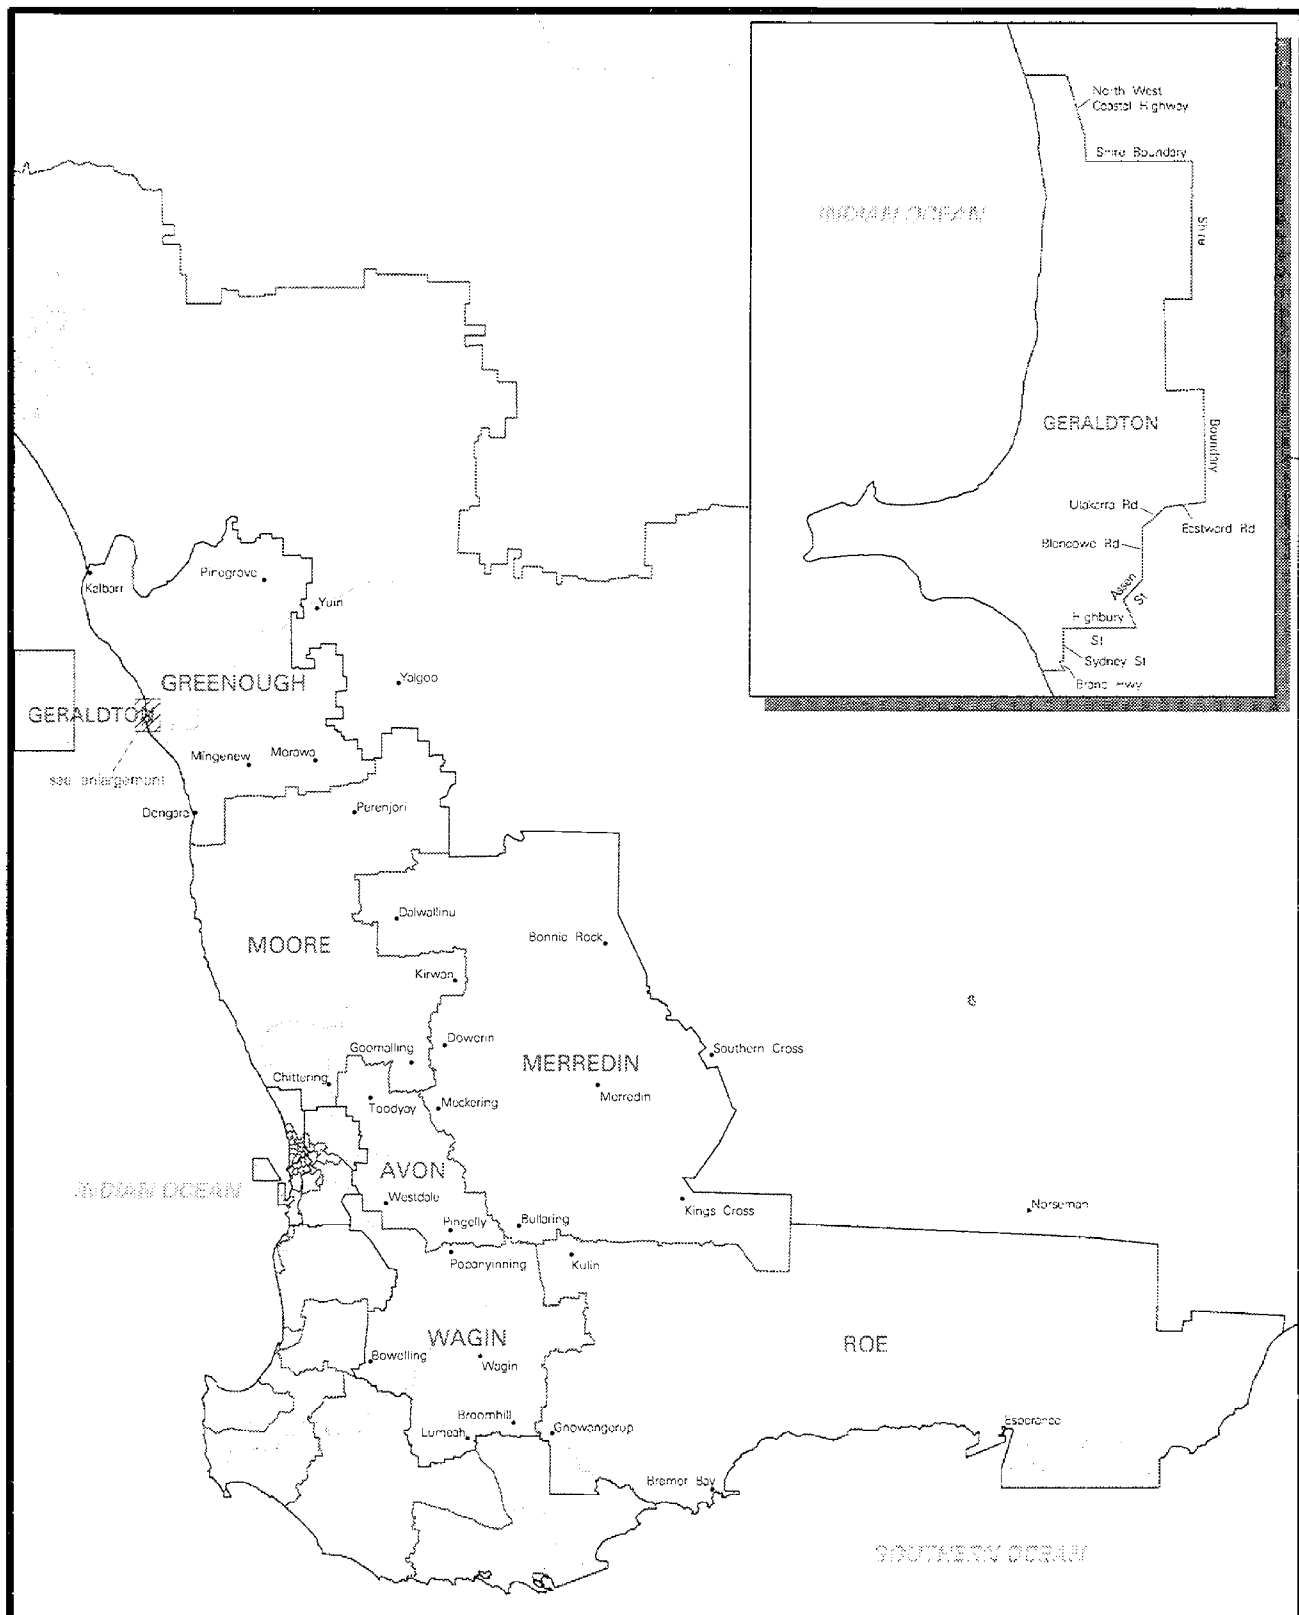 North West
Coastal Highway
Shire Boundary
INDIAN OCEAN
Shire
GERALDTON
Boundary
Utakarra Rd
Eastward Rd
Blencowe Rd
Assen
St
Highbury
St
Sydney St
Brand Hwy
Kalbarri
Pinegrove
Yuin
GREENOUGH
Yalgoo
GERALDTON
Mingenew
Morawa
see enlargement
Dongara
Perenjori
Dalwallinu
MOORE
Bonnie Rock
Kirwan
6
Goomalling
Dowerin
MERREDIN
Southern Cross
Chittering
Toodyay
Meckering
Merredin
AVON
INDIAN OCEAN
Westdale
Kings Cross
Norseman
Pingelly
Bullaring
Popanyinning
Kulin
WAGIN
ROE
Bowelling
Wagin
Broomhill
Lumeah
Gnowangerup
Esperance
Bremer Bay
SOUTHERN OCEAN